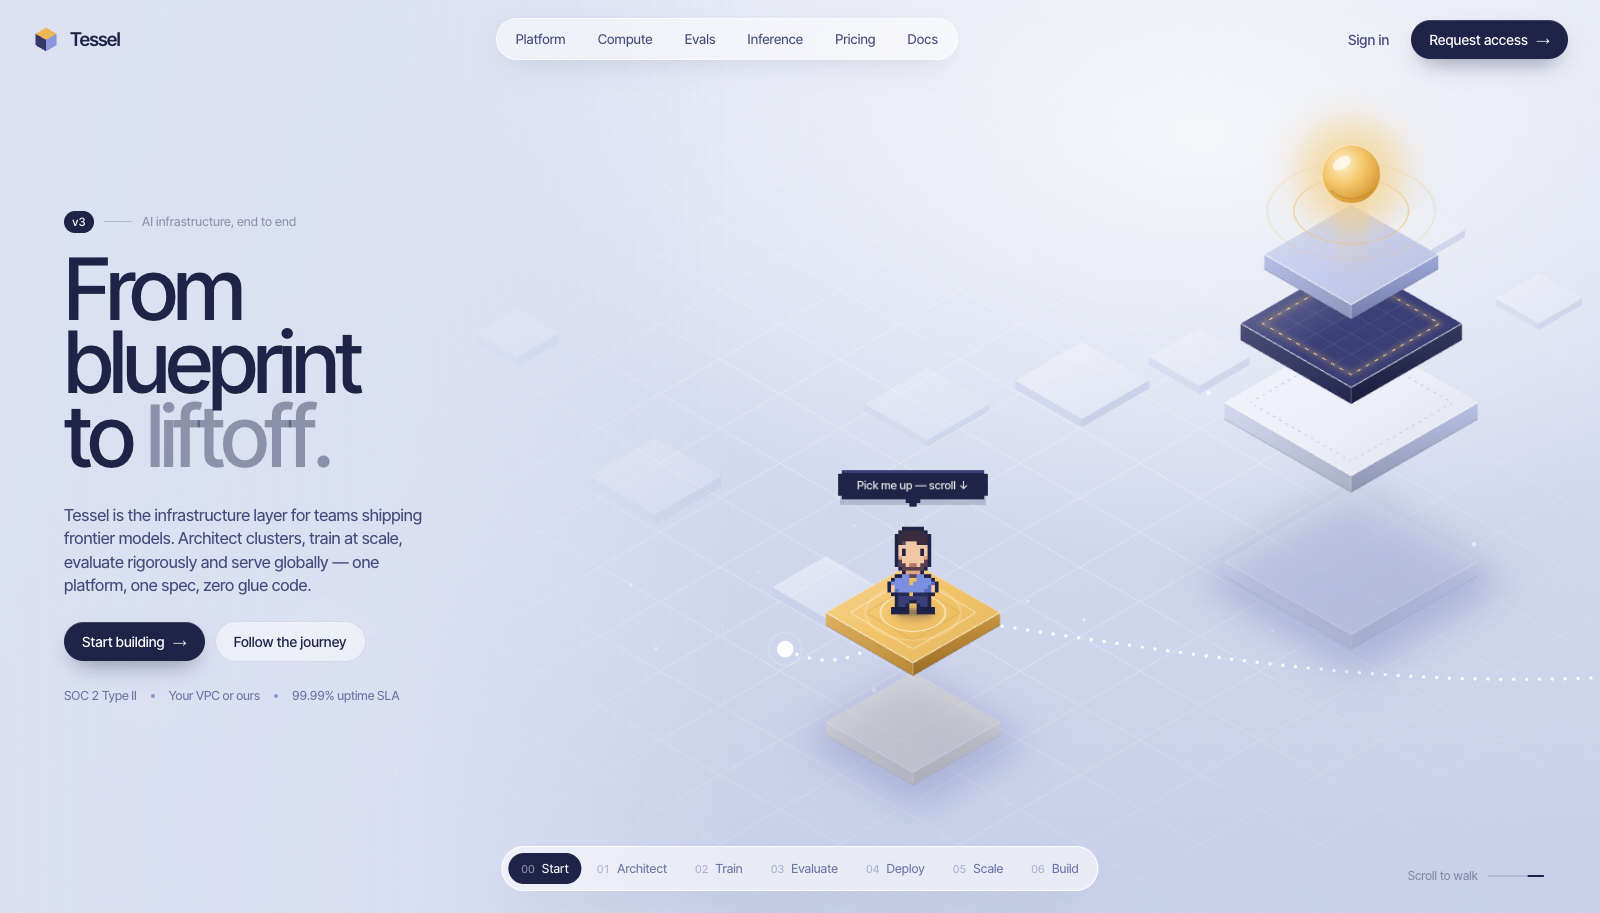 Tessel
Platform
Compute
Evals
Inference
Pricing
Docs
Sign in
Request access →
v3
AI infrastructure, end to end
From
blueprint
to liftoff.
Tessel is the infrastructure layer for teams shipping
frontier models. Architect clusters, train at scale,
evaluate rigorously and serve globally — one
platform, one spec, zero glue code.
Start building →
Follow the journey
SOC 2 Type II • Your VPC or ours • 99.99% uptime SLA
Pick me up — scroll ↓
00 Start
01 Architect
02 Train
03 Evaluate
04 Deploy
05 Scale
06 Build
Scroll to walk